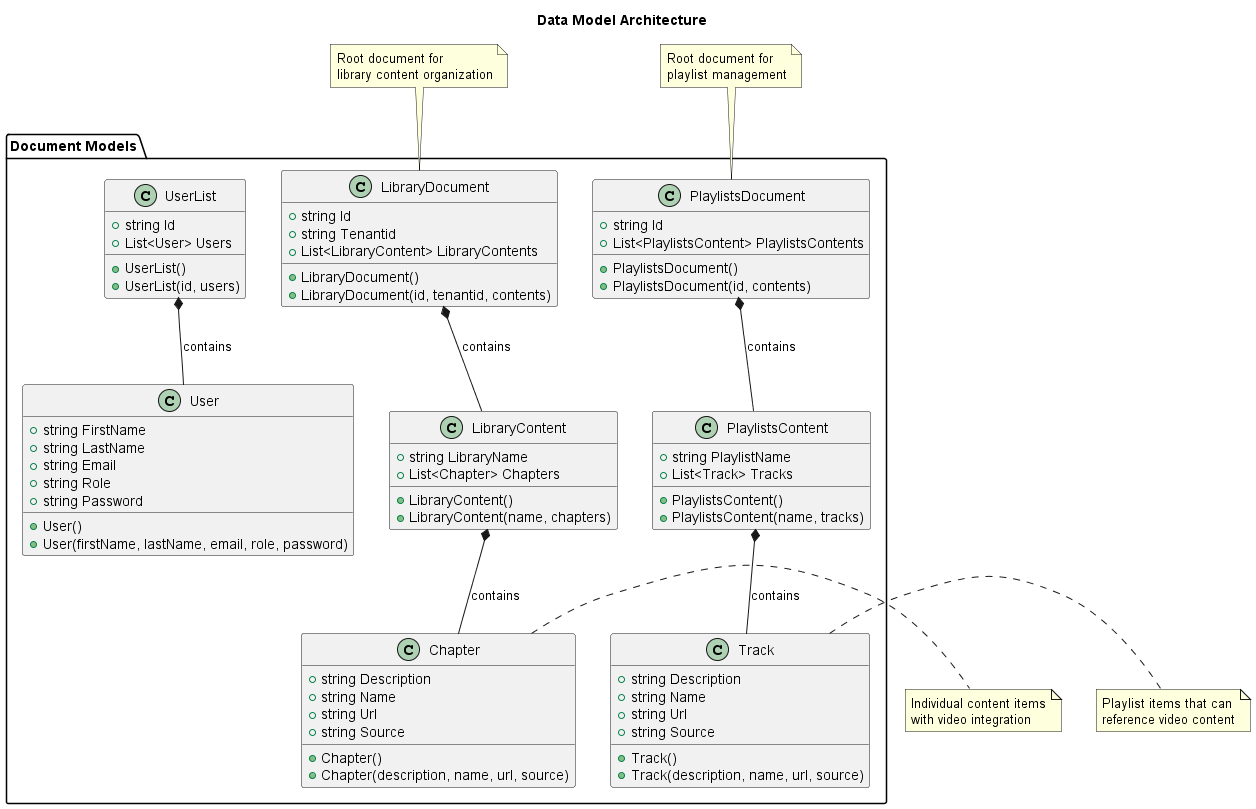 Data Model Architecture
Root document for
library content organization
Root document for
playlist management
Document Models
C UserList
string Id
List<User> Users
UserList()
UserList(id, users)
C LibraryDocument
string Id
string Tenantid
List<LibraryContent> LibraryContents
LibraryDocument()
LibraryDocument(id, tenantid, contents)
C PlaylistsDocument
string Id
List<PlaylistsContent> PlaylistsContents
PlaylistsDocument()
PlaylistsDocument(id, contents)
contains
contains
contains
C User
string FirstName
string LastName
string Email
string Role
string Password
User()
User(firstName, lastName, email, role, password)
C LibraryContent
string LibraryName
List<Chapter> Chapters
LibraryContent()
LibraryContent(name, chapters)
C PlaylistsContent
string PlaylistName
List<Track> Tracks
PlaylistsContent()
PlaylistsContent(name, tracks)
contains
contains
C Chapter
string Description
string Name
string Url
string Source
Chapter()
Chapter(description, name, url, source)
C Track
string Description
string Name
string Url
string Source
Track()
Track(description, name, url, source)
Individual content items
with video integration
Playlist items that can
reference video content